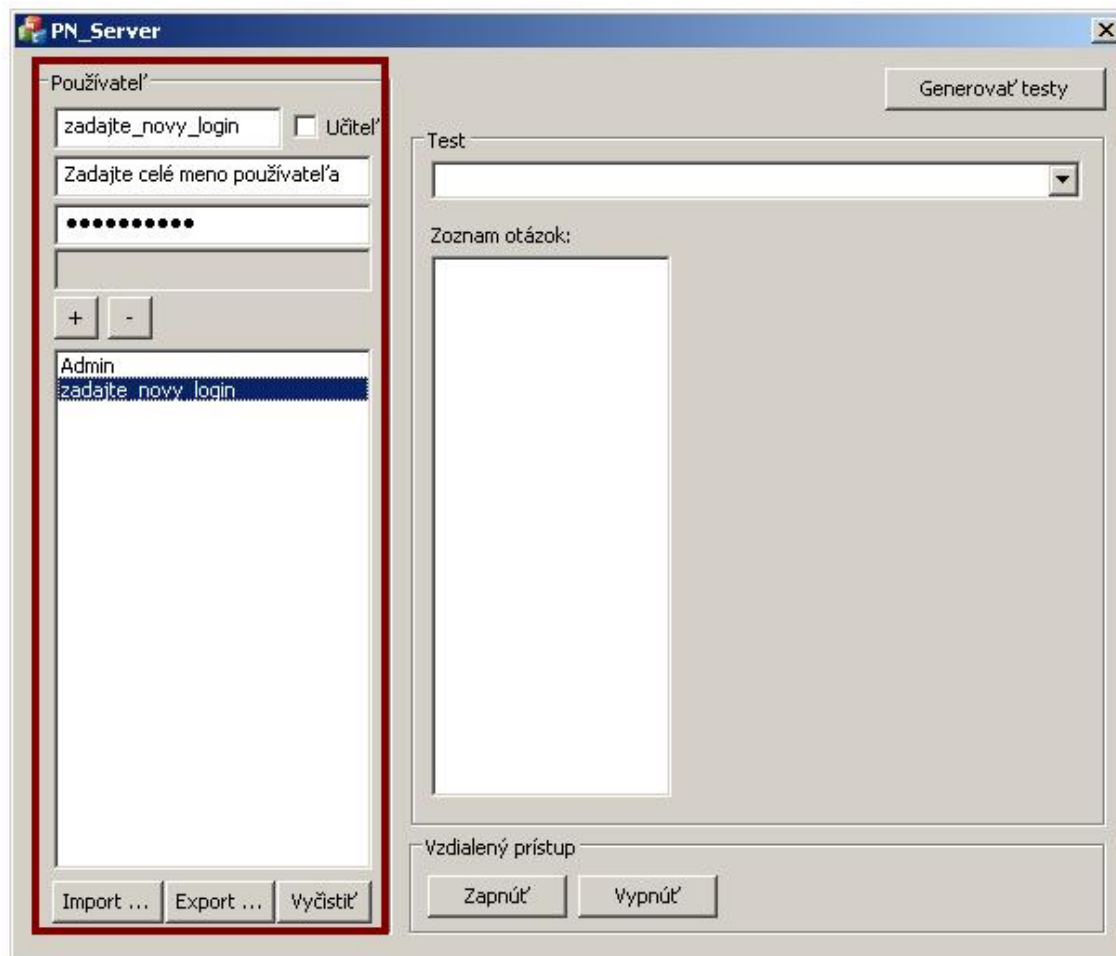 PN_Server
Používateľ
zadajte_novy_login
Učiteľ
Zadajte celé meno používateľa
••••••••••
+ -
Admin
zadajte_novy_login
Import ... Export ... Vyčistiť
Generovať testy
Test
Zoznam otázok:
Vzdialený prístup
Zapnúť Vypnúť